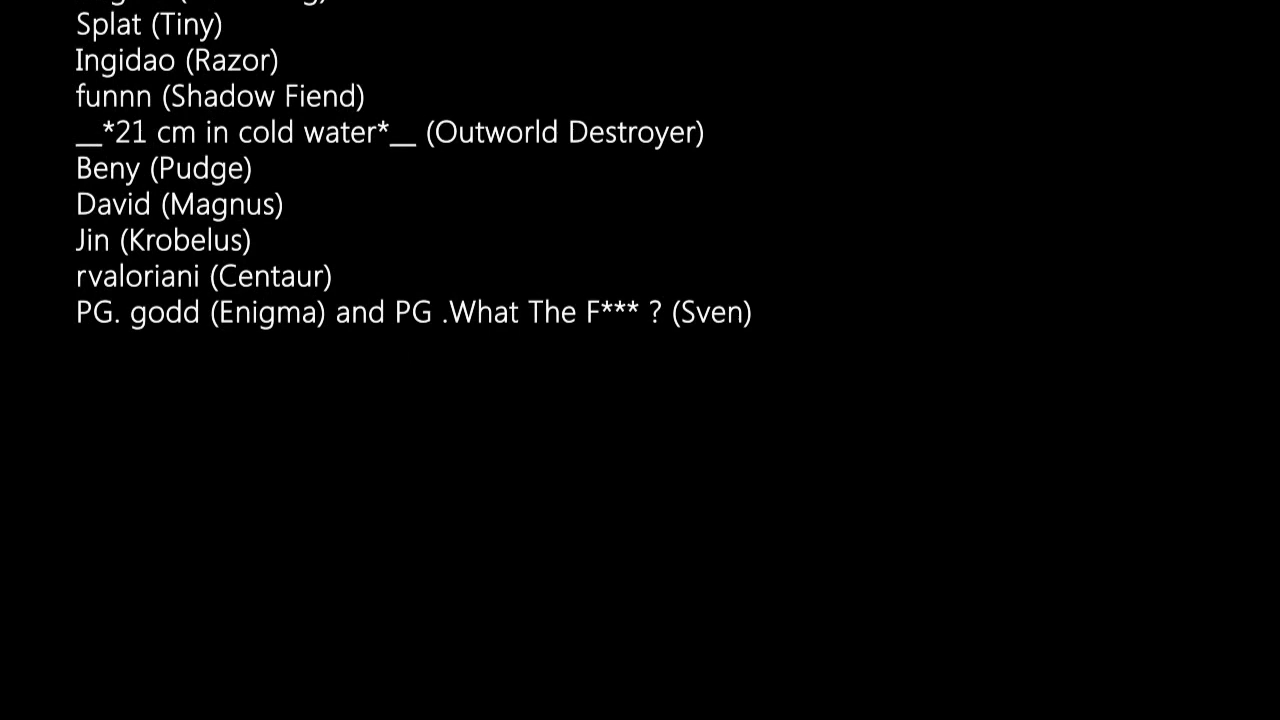 Splat (Tiny)
Ingidao (Razor)
funnn (Shadow Fiend)
__*21 cm in cold water*__ (Outworld Destroyer)
Beny (Pudge)
David (Magnus)
Jin (Krobelus)
rvaloriani (Centaur)
PG. godd (Enigma) and PG .What The F*** ? (Sven)